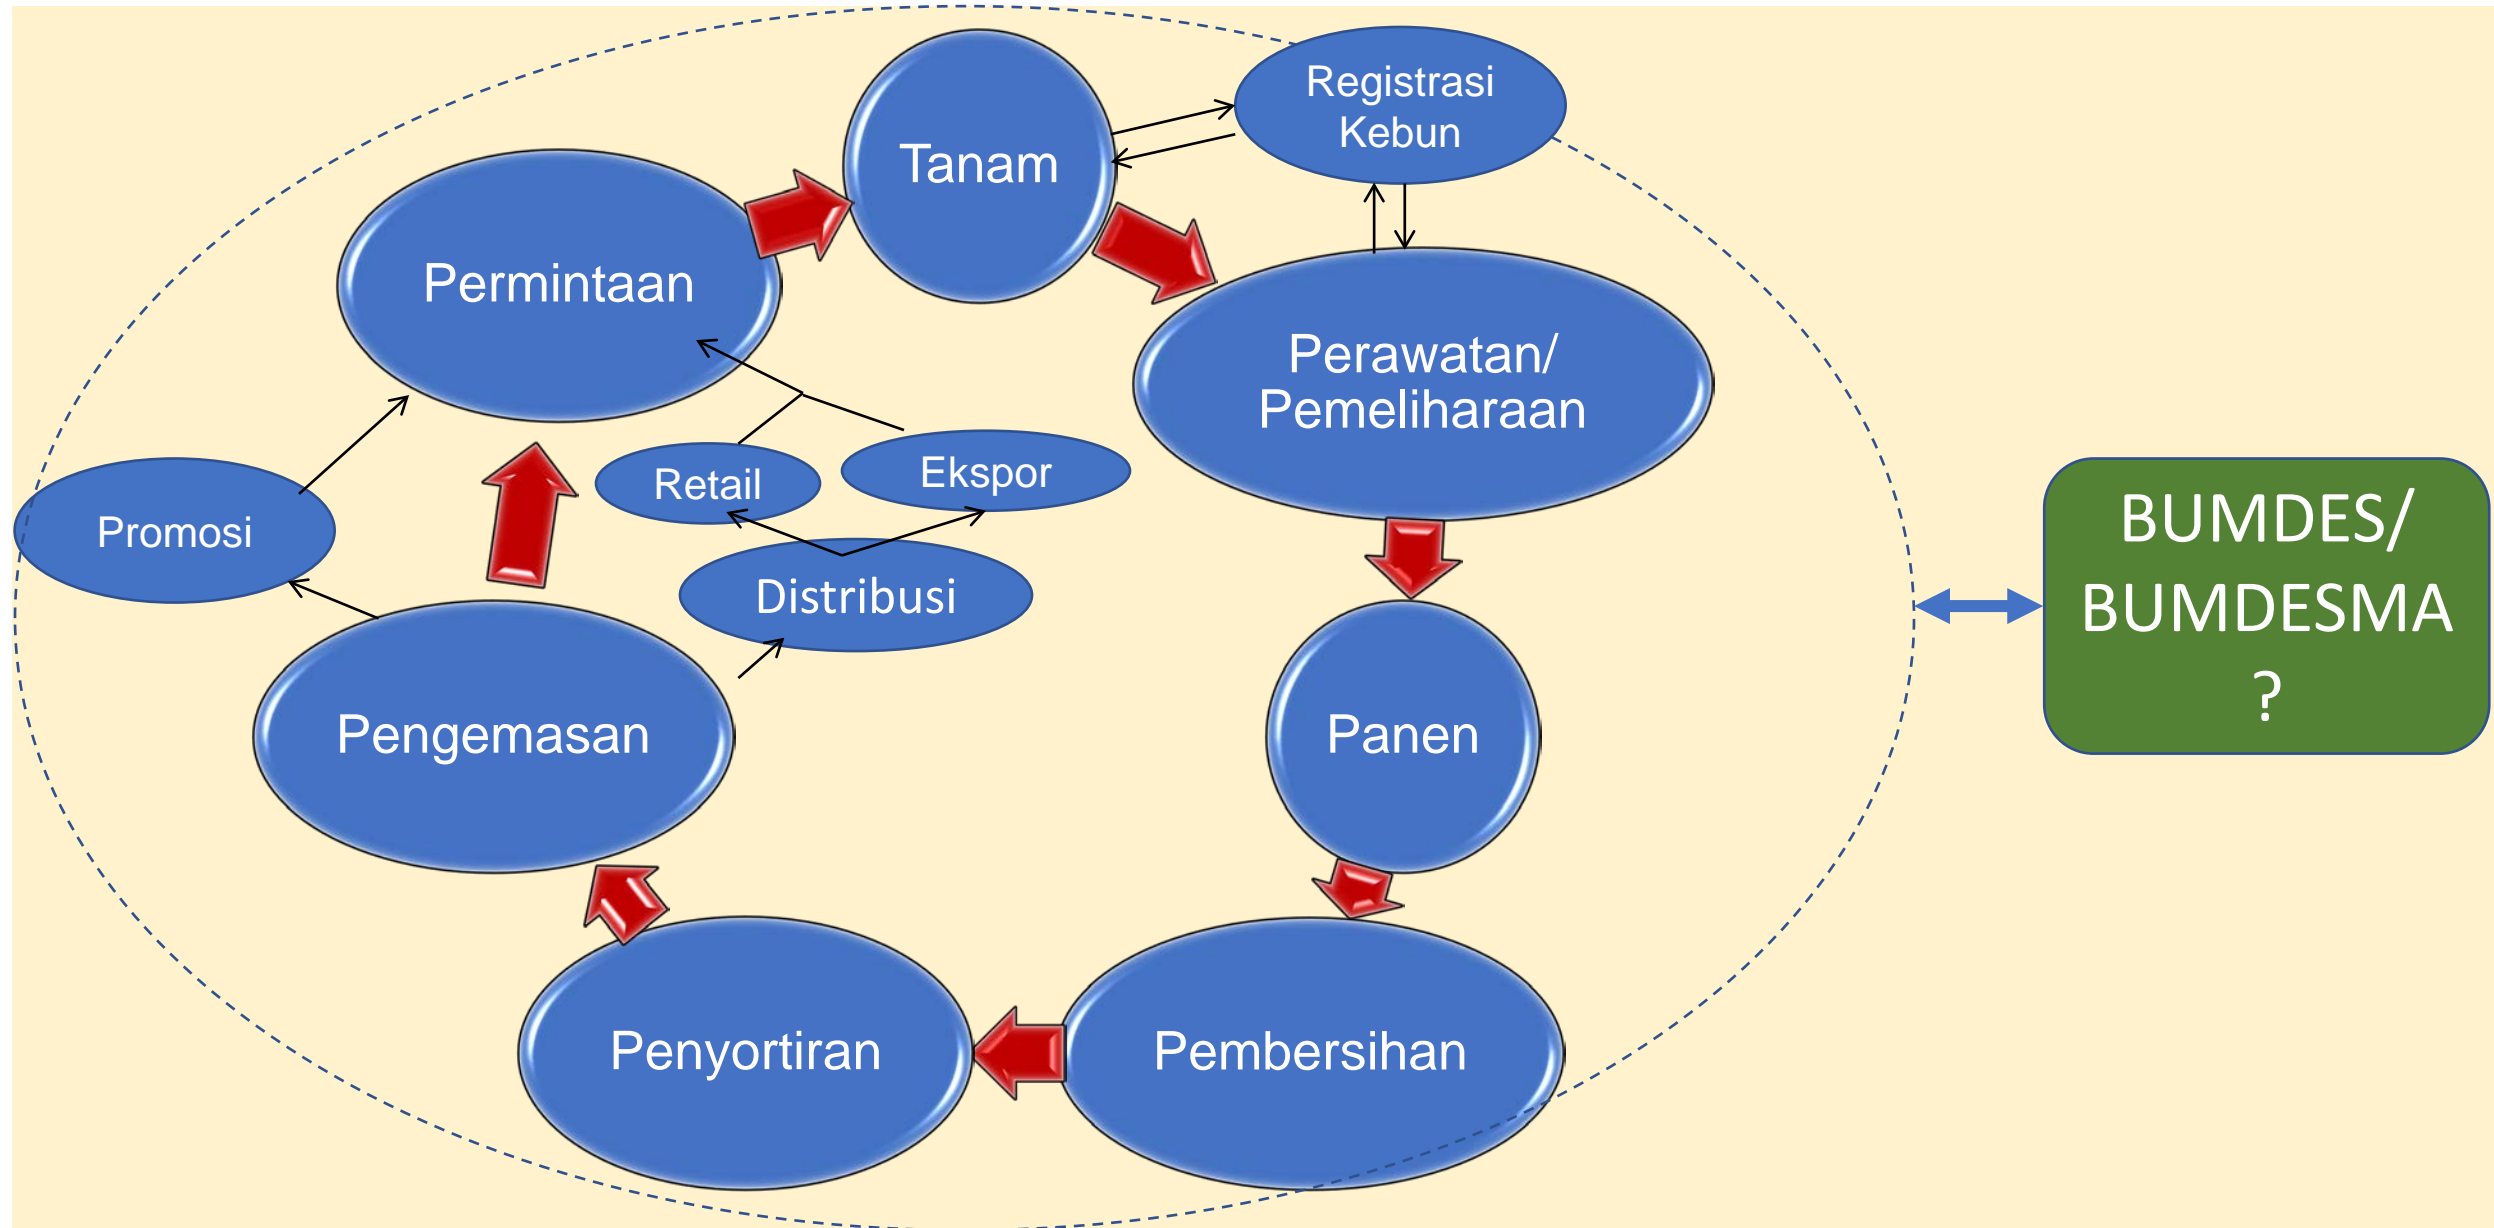 Tanam
Registrasi
Kebun
Permintaan
Perawatan/
Pemeliharaan
Promosi
Retail
Ekspor
Distribusi
BUMDES/
BUMDESMA
?
Pengemasan
Panen
Penyortiran
Pembersihan